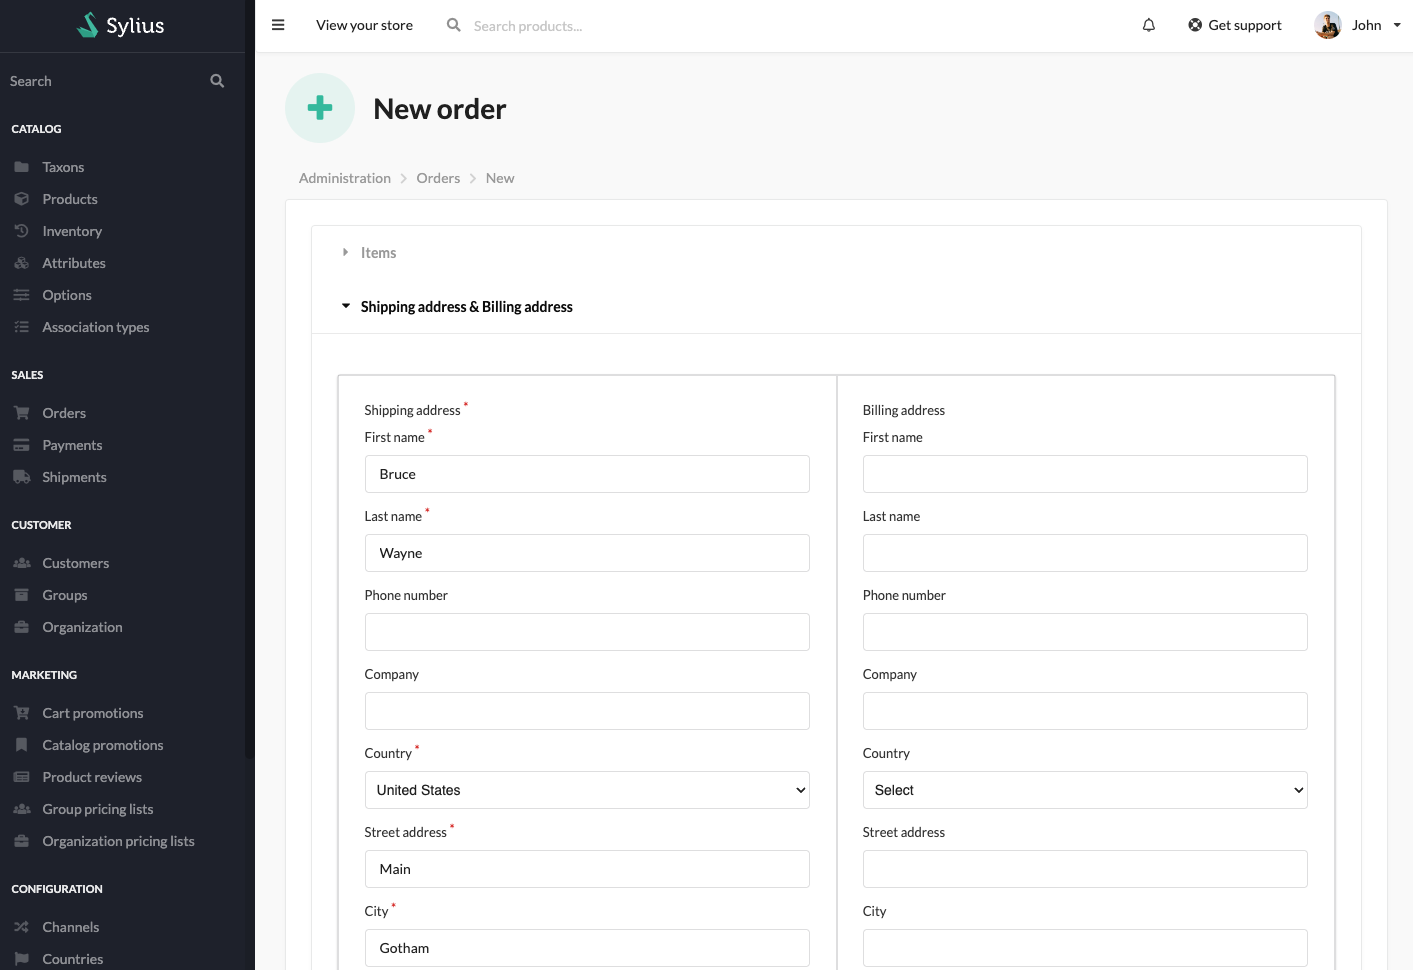 Sylius
View your store
Search products...
Get support
John
Search
CATALOG
Taxons
Products
Inventory
Attributes
Options
Association types
SALES
Orders
Payments
Shipments
CUSTOMER
Customers
Groups
Organization
MARKETING
Cart promotions
Catalog promotions
Product reviews
Group pricing lists
Organization pricing lists
CONFIGURATION
Channels
Countries
New order
Administration > Orders > New
Items
Shipping address & Billing address
Shipping address *
First name *
Bruce
Last name *
Wayne
Phone number
Company
Country *
United States
Street address *
Main
City *
Gotham
Billing address
First name
Last name
Phone number
Company
Country
Select
Street address
City